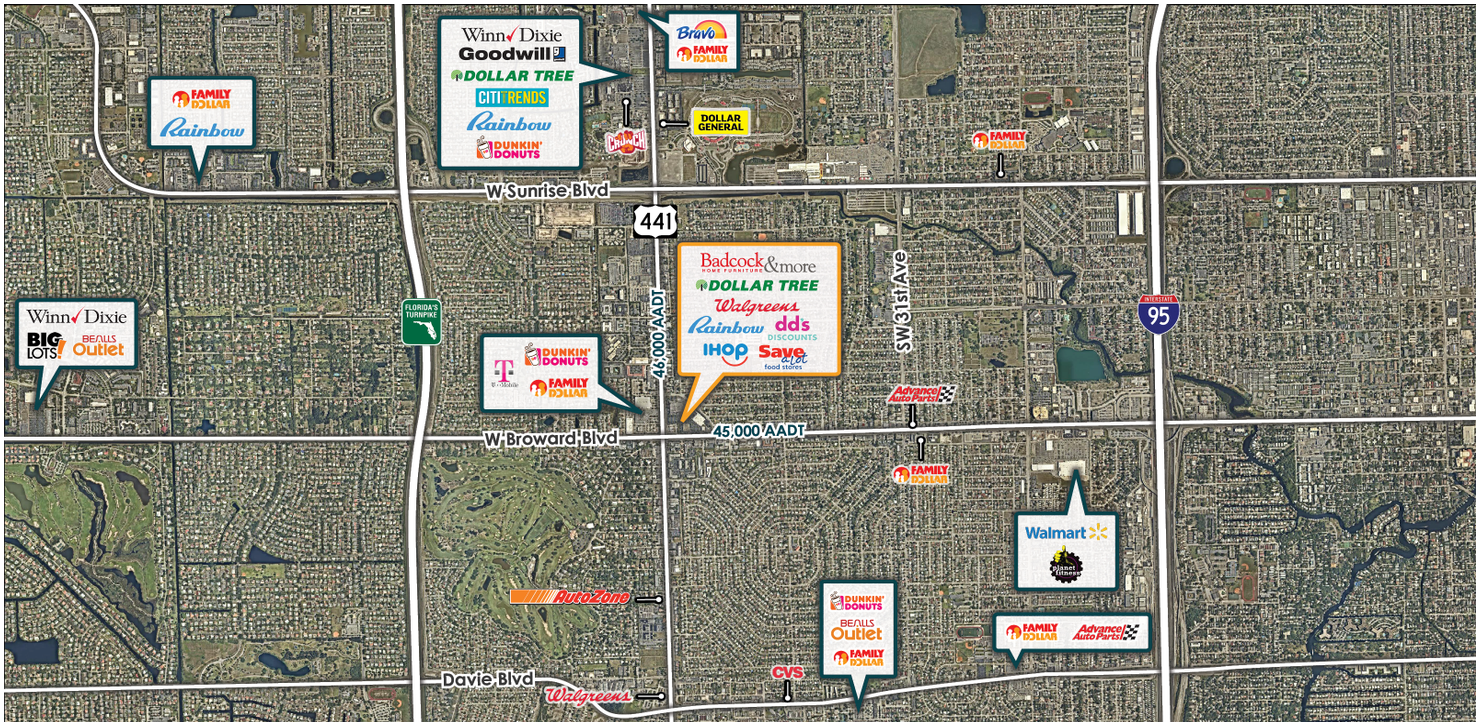 Winn Dixie
Goodwill
DOLLAR TREE
CITITRENDS
Rainbow
DUNKIN'
DONUTS
Bravo
FAMILY
DOLLAR
FAMILY
DOLLAR
Rainbow
CRUNCH
DOLLAR
GENERAL
FAMILY
DOLLAR
W Sunrise Blvd
441
Badcock &more
HOME FURNITURE
DOLLAR TREE
Walgreens
Rainbow
dd's
DISCOUNTS
IHOP
Save
a lot
food stores
46,000 AADT
SW 31st Ave
FLORIDA'S
TURNPIKE
INTERSTATE
95
Winn Dixie
BIG
LOTS!
BEALLS
Outlet
T
T-Mobile
DUNKIN'
DONUTS
FAMILY
DOLLAR
Advance
Auto Parts
W Broward Blvd
45,000 AADT
FAMILY
DOLLAR
Walmart
planet
fitness
AutoZone
DUNKIN'
DONUTS
BEALLS
Outlet
FAMILY
DOLLAR
FAMILY
DOLLAR
Advance
Auto Parts
Davie Blvd
Walgreens
CVS